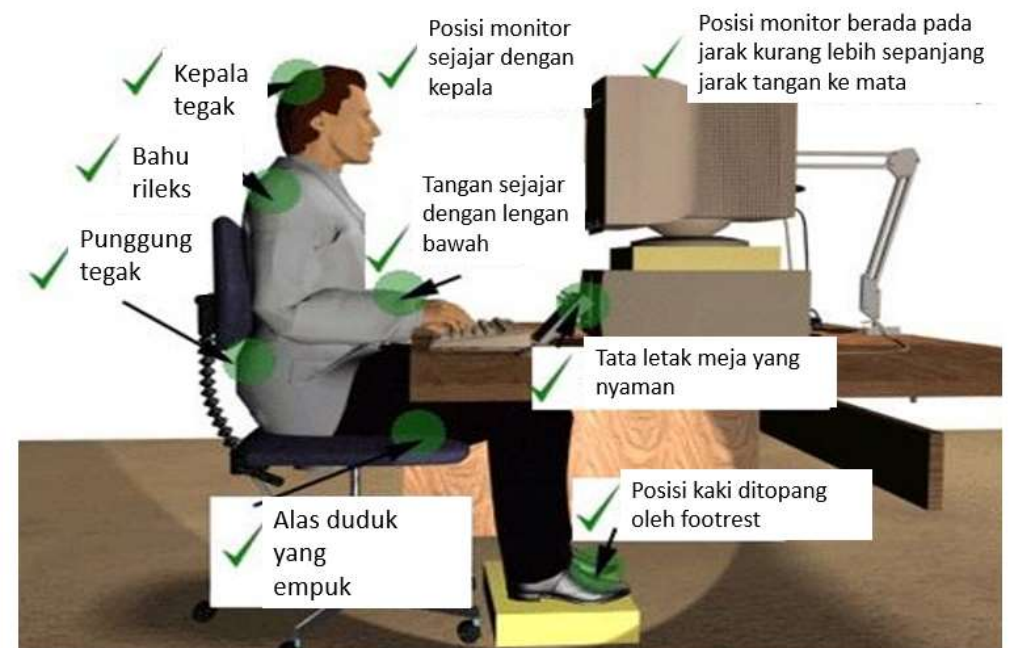 Kepala
tegak
Posisi monitor
sejajar dengan
kepala
Posisi monitor berada pada
jarak kurang lebih sepanjang
jarak tangan ke mata
Bahu
rileks
Tangan sejajar
dengan lengan
bawah
Punggung
tegak
Tata letak meja yang
nyaman
Posisi kaki ditopang
oleh footrest
Alas duduk
yang
empuk